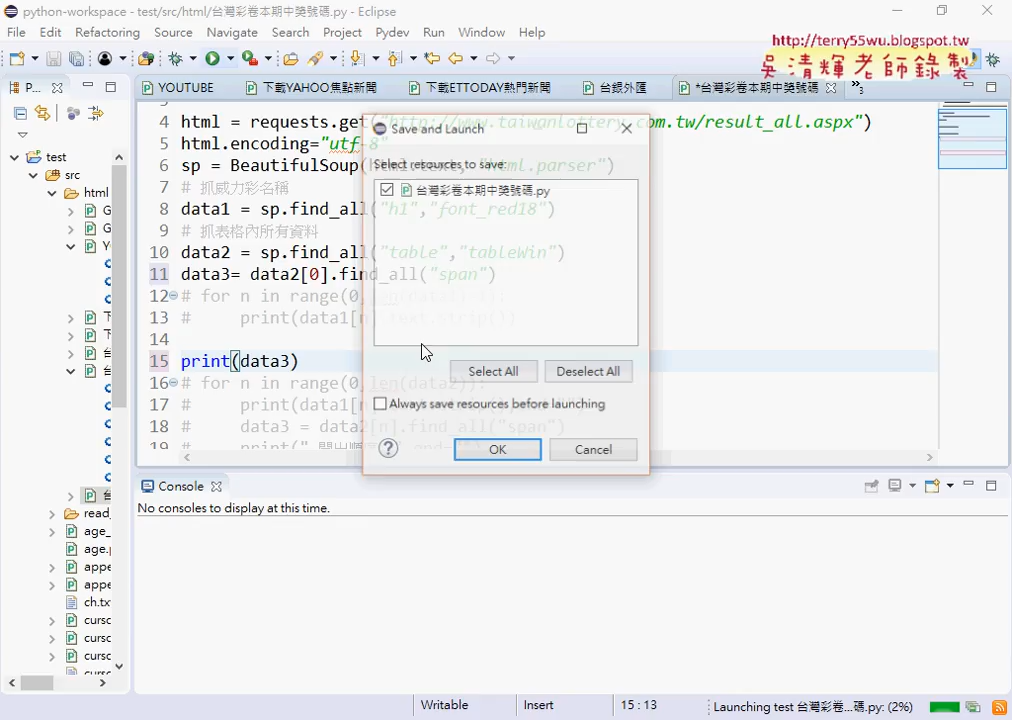 python-workspace - test/src/html/台灣彩卷本期中獎號碼.py - Eclipse
File Edit Refactoring Source Navigate Search Project Pydev Run Window Help
http://terry55wu.blogspot.tw
吳清輝老師錄製
P...
YOUTUBE
下載YAHOO焦點新聞
下載ETTODAY熱門新聞
台銀外匯
*台灣彩卷本期中獎號碼
»3
test
src
html
G
G
Y
下
下
台
台
台
read_
age_
age.p
appe
appe
ch.tx
curso
curso
curso
curso
4 html = requests.get("http://www.taiwanlottery.com.tw/result_all.aspx")
5 html.encoding="utf-8"
6 sp = BeautifulSoup(html.text, "html.parser")
7 # 抓威力彩名稱
8 data1 = sp.find_all("h1","font_red18")
9 # 抓表格內所有資料
10 data2 = sp.find_all("table","tableWin")
11 data3= data2[0].find_all("span")
12 # for n in range(0,
13 # print(data1[n].text.strip())
14
15 print(data3)
16 # for n in range(0,len(data2)):
17 # print(data1[n]
18 # data3 = data2[n].find_all("span")
19
Save and Launch
Select resources to save:
台灣彩卷本期中獎號碼.py
Select All
Deselect All
Always save resources before launching
OK
Cancel
Console
No consoles to display at this time.
Writable
Insert
15 : 13
Launching test 台灣彩卷...碼.py: (2%)